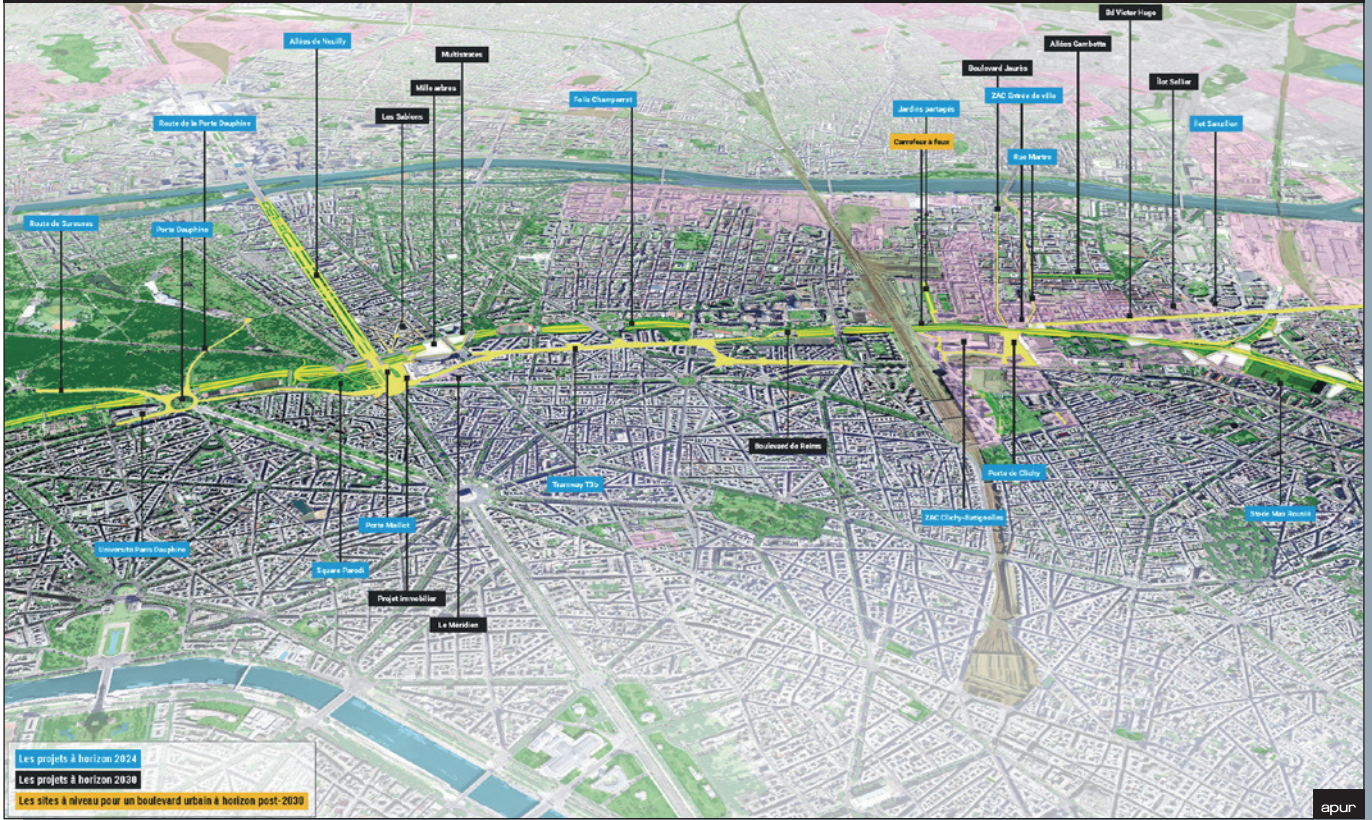 Bd Victor Hugo
Allées de Neuilly
Allées Gambetta
Multistrates
Boulevard Jaurès
Îlot Sellier
Mille arbres
ZAC Entrée de ville
Felix Champerret
Jardins partagés
Les Sablons
Route de la Porte Dauphine
Îlot Sanzillon
Carrefour à feux
Rue Martre
Route de Suresnes
Porte Dauphine
Boulevard de Reims
Porte de Clichy
Tramway T3b
Stade Max Rousié
ZAC Clichy-Batignolles
Porte Maillot
Université Paris Dauphine
Square Parodi
Projet immobilier
Le Méridien
Les projets à horizon 2024
Les projets à horizon 2030
Les sites à niveau pour un boulevard urbain à horizon post-2030
apur